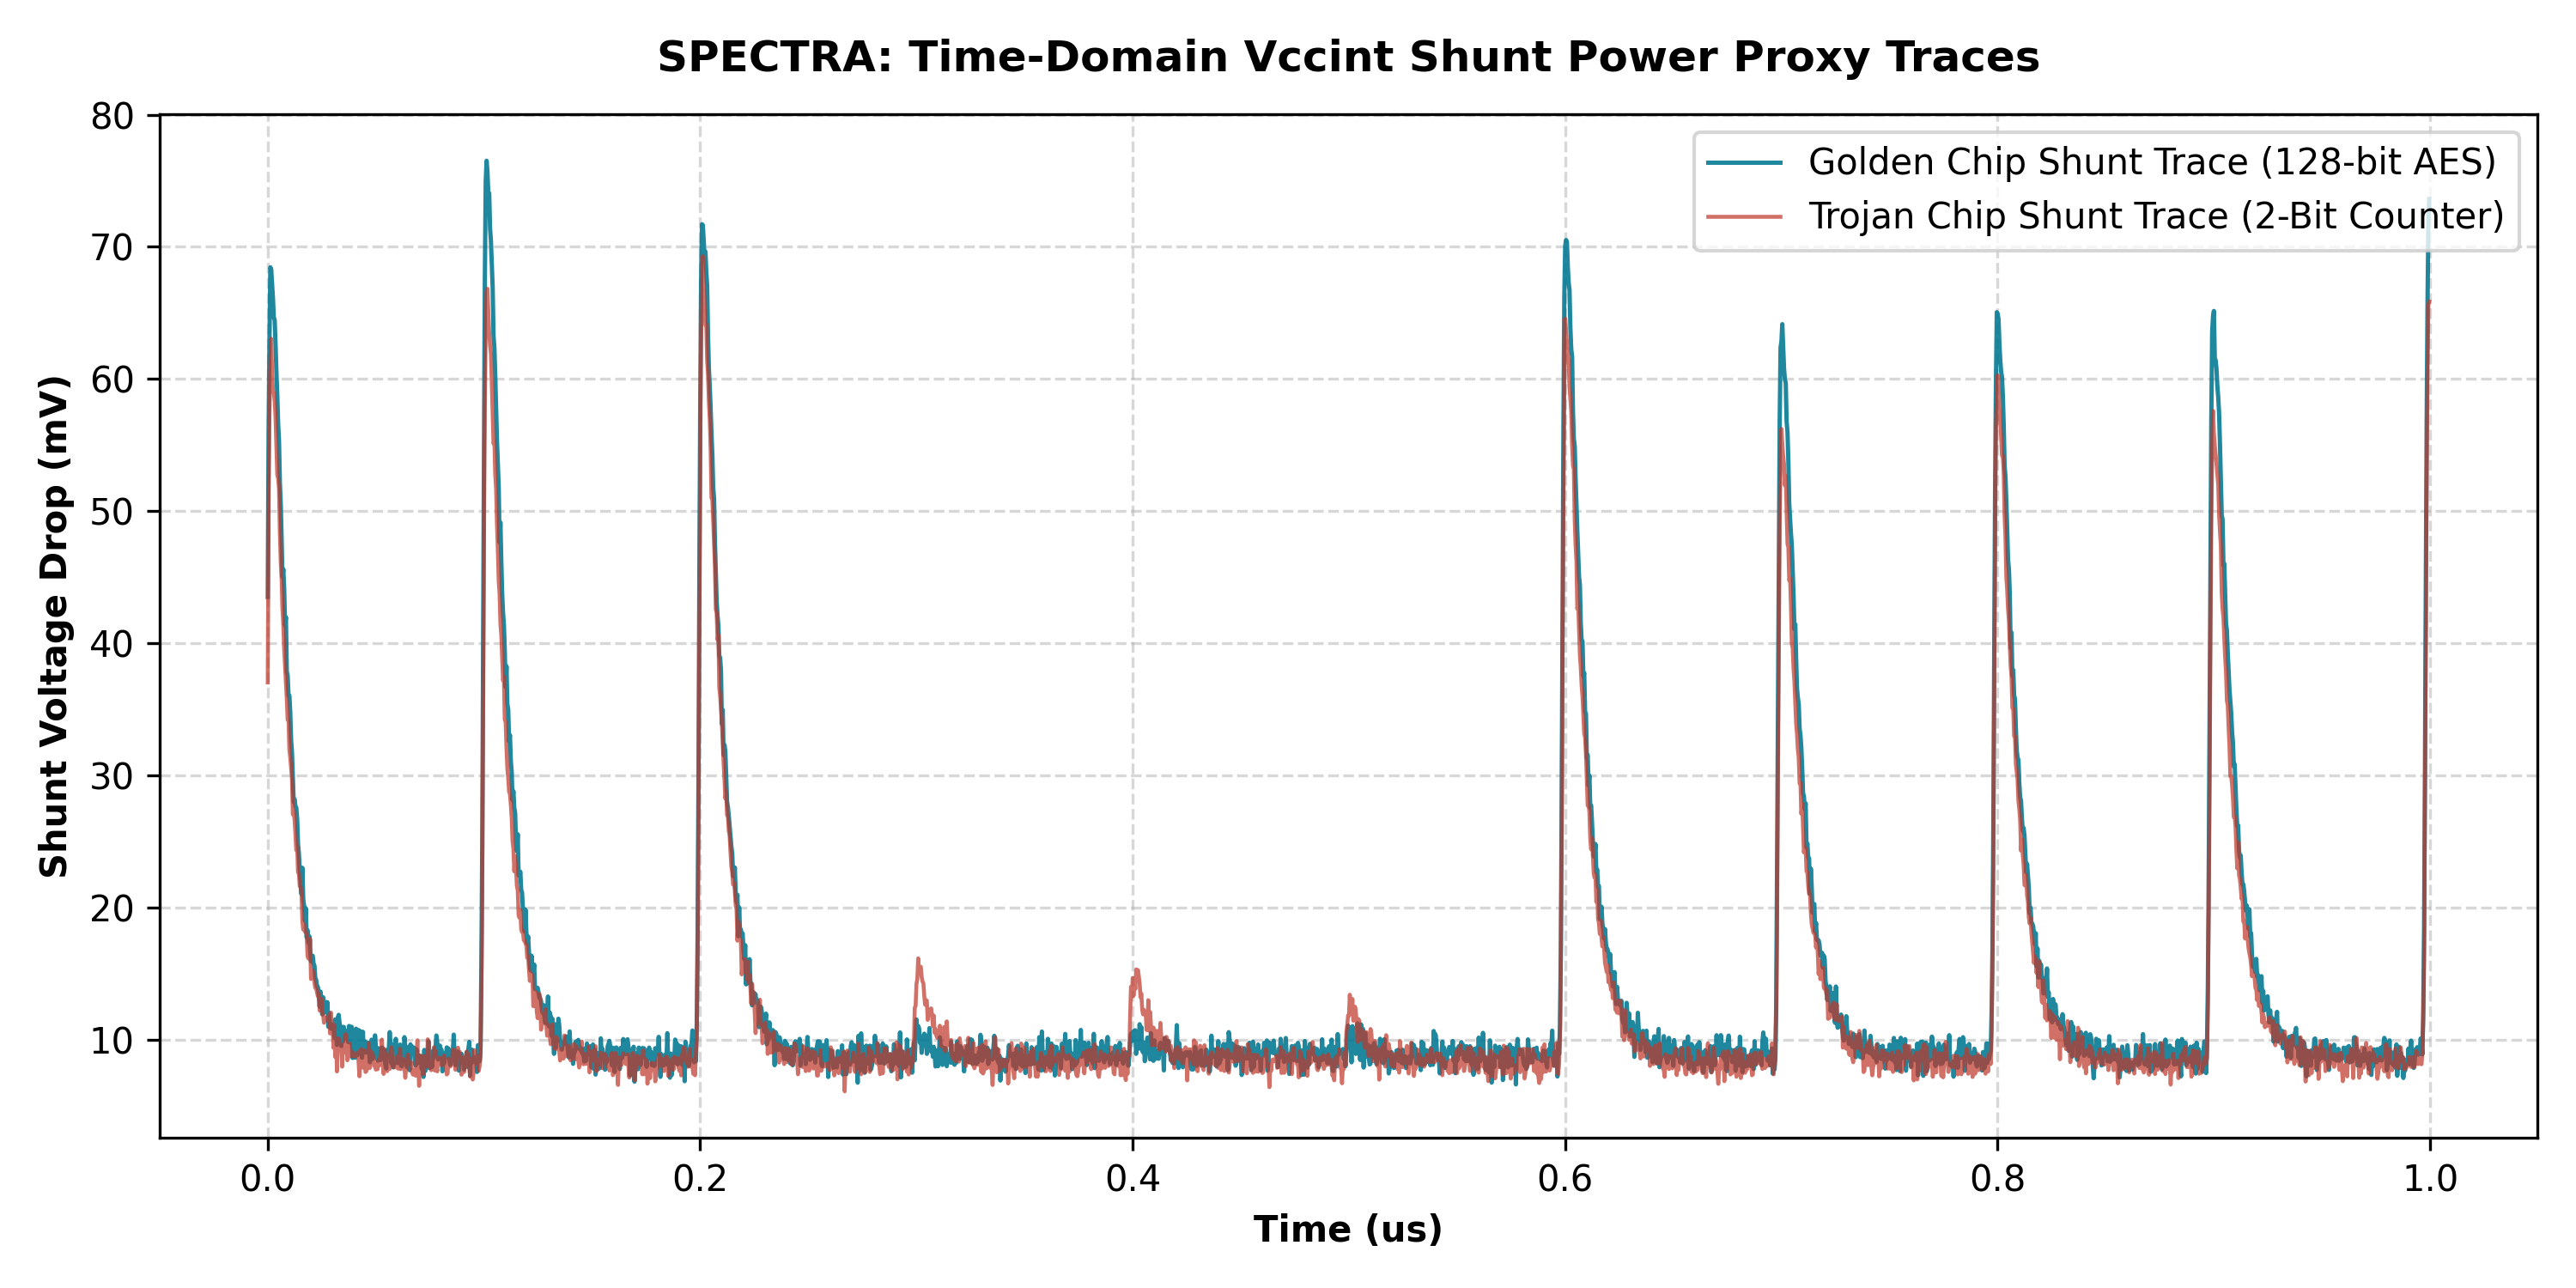 SPECTRA: Time-Domain Vccint Shunt Power Proxy Traces
80
70
60
50
40
30
20
10
Shunt Voltage Drop (mV)
Golden Chip Shunt Trace (128-bit AES)
Trojan Chip Shunt Trace (2-Bit Counter)
0.0 0.2 0.4 0.6 0.8 1.0
Time (us)